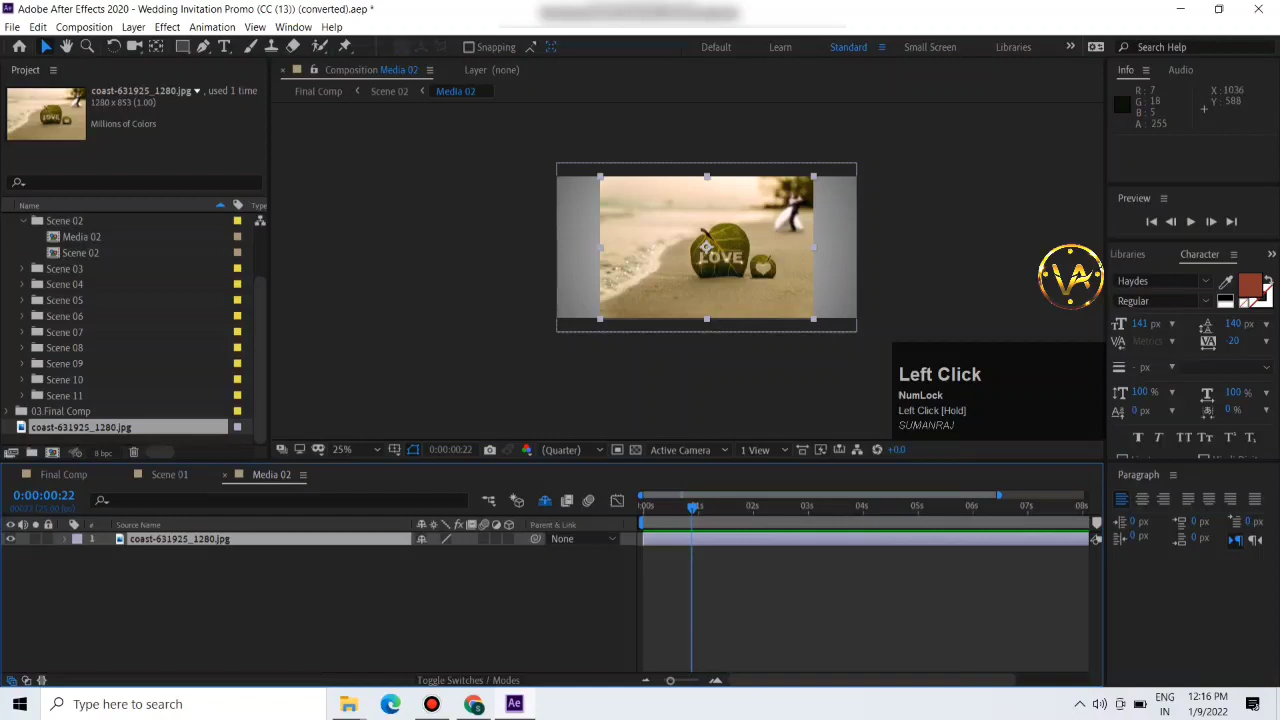 Adobe After Effects 2020 - Wedding Invitation Promo (CC (13)) (converted).aep *
File Edit Composition Layer Effect Animation View Window Help
Snapping Default Learn Standard Small Screen Libraries Search Help
Project
coast-631925_1280.jpg, used 1 time
1280 x 853 (1.00)
Millions of Colors
Name Type
Scene 02
Media 02
Scene 02
Scene 03
Scene 04
Scene 05
Scene 06
Scene 07
Scene 08
Scene 09
Scene 10
Scene 11
03.Final Comp
coast-631925_1280.jpg
8 bpc
Composition Media 02 Layer (none)
Final Comp Scene 02 Media 02
LOVE
25% 0:00:00:22 (Quarter) Active Camera 1 View +0.0
Info Audio
R: 7
G: 18
B: 5
A: 255
X: 1036
Y: 588
Preview
Libraries Character
Haydes
Regular
141 px 140 px
Metrics -20
- px
100 % 100 %
0 px 0 %
T T TT Tt T T
VA
Left Click
NumLock
Left Click [Hold]
SUMANRAJ
Paragraph
0 px 0 px 0 px
0 px 0 px
Final Comp Scene 01 Media 02
0:00:00:22
00022 (25.00 fps)
Source Name Parent & Link
1 coast-631925_1280.jpg None
:00s 01s 02s 03s 04s 05s 06s 07s 08s
Toggle Switches / Modes
Type here to search
ENG
IN
12:16 PM
1/9/2022